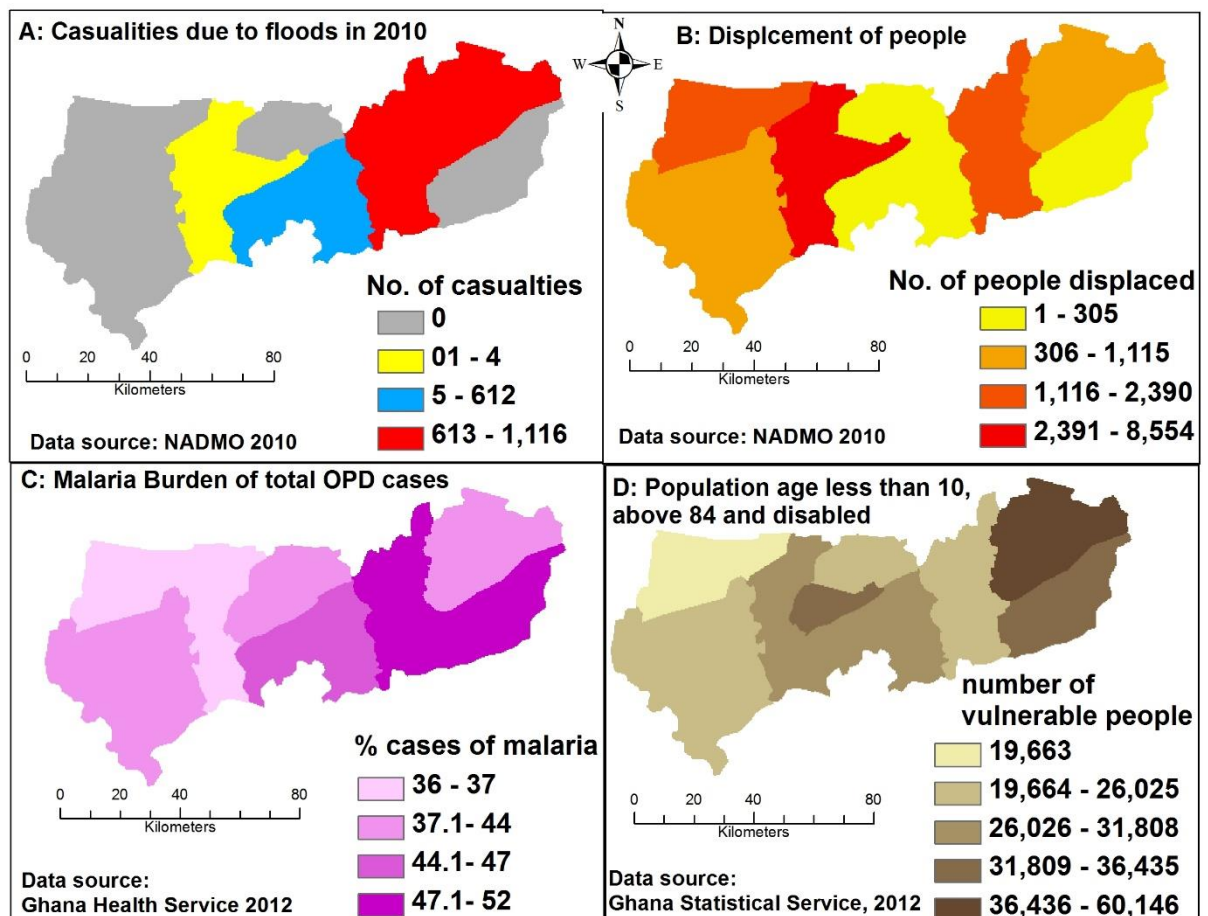 A: Casualities due to floods in 2010
No. of casualties
0
01 - 4
5 - 612
613 - 1,116
0 20 40 80
Kilometers
Data source: NADMO 2010
N
W E
S
B: Displcement of people
No. of people displaced
1 - 305
306 - 1,115
1,116 - 2,390
2,391 - 8,554
0 20 40 80
Kilometers
Data source: NADMO 2010
C: Malaria Burden of total OPD cases
% cases of malaria
36 - 37
37.1- 44
44.1- 47
47.1- 52
0 20 40 80
Kilometers
Data source:
Ghana Health Service 2012
D: Population age less than 10,
above 84 and disabled
number of
vulnerable people
19,663
19,664 - 26,025
26,026 - 31,808
31,809 - 36,435
36,436 - 60,146
0 20 40 80
Kilometers
Data source:
Ghana Statistical Service, 2012